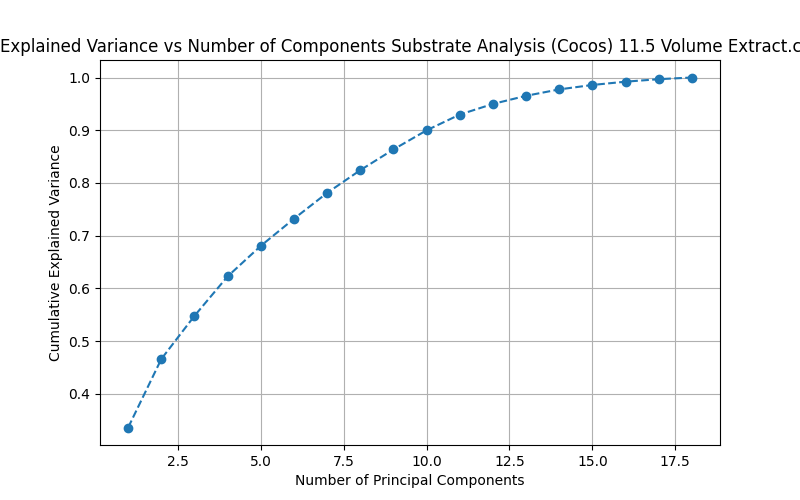 Explained Variance vs Number of Components Substrate Analysis (Cocos) 11.5 Volume Extract.c
1.0
0.9
0.8
0.7
0.6
0.5
0.4
Cumulative Explained Variance
2.5 5.0 7.5 10.0 12.5 15.0 17.5
Number of Principal Components